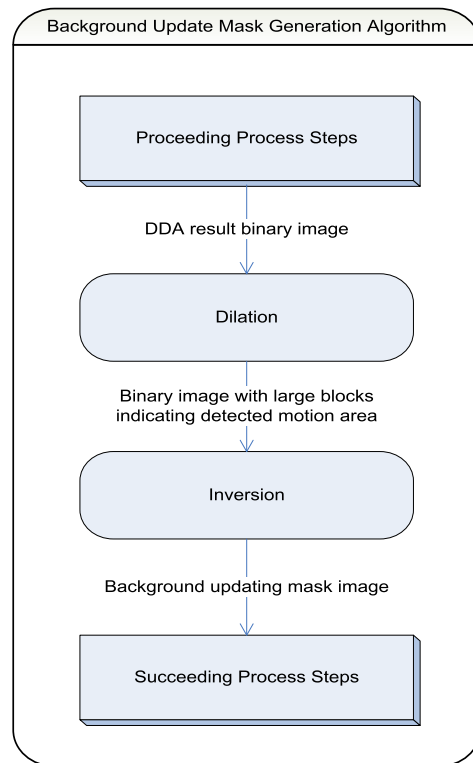 Background Update Mask Generation Algorithm
Proceeding Process Steps
DDA result binary image
Dilation
Binary image with large blocks
indicating detected motion area
Inversion
Background updating mask image
Succeeding Process Steps